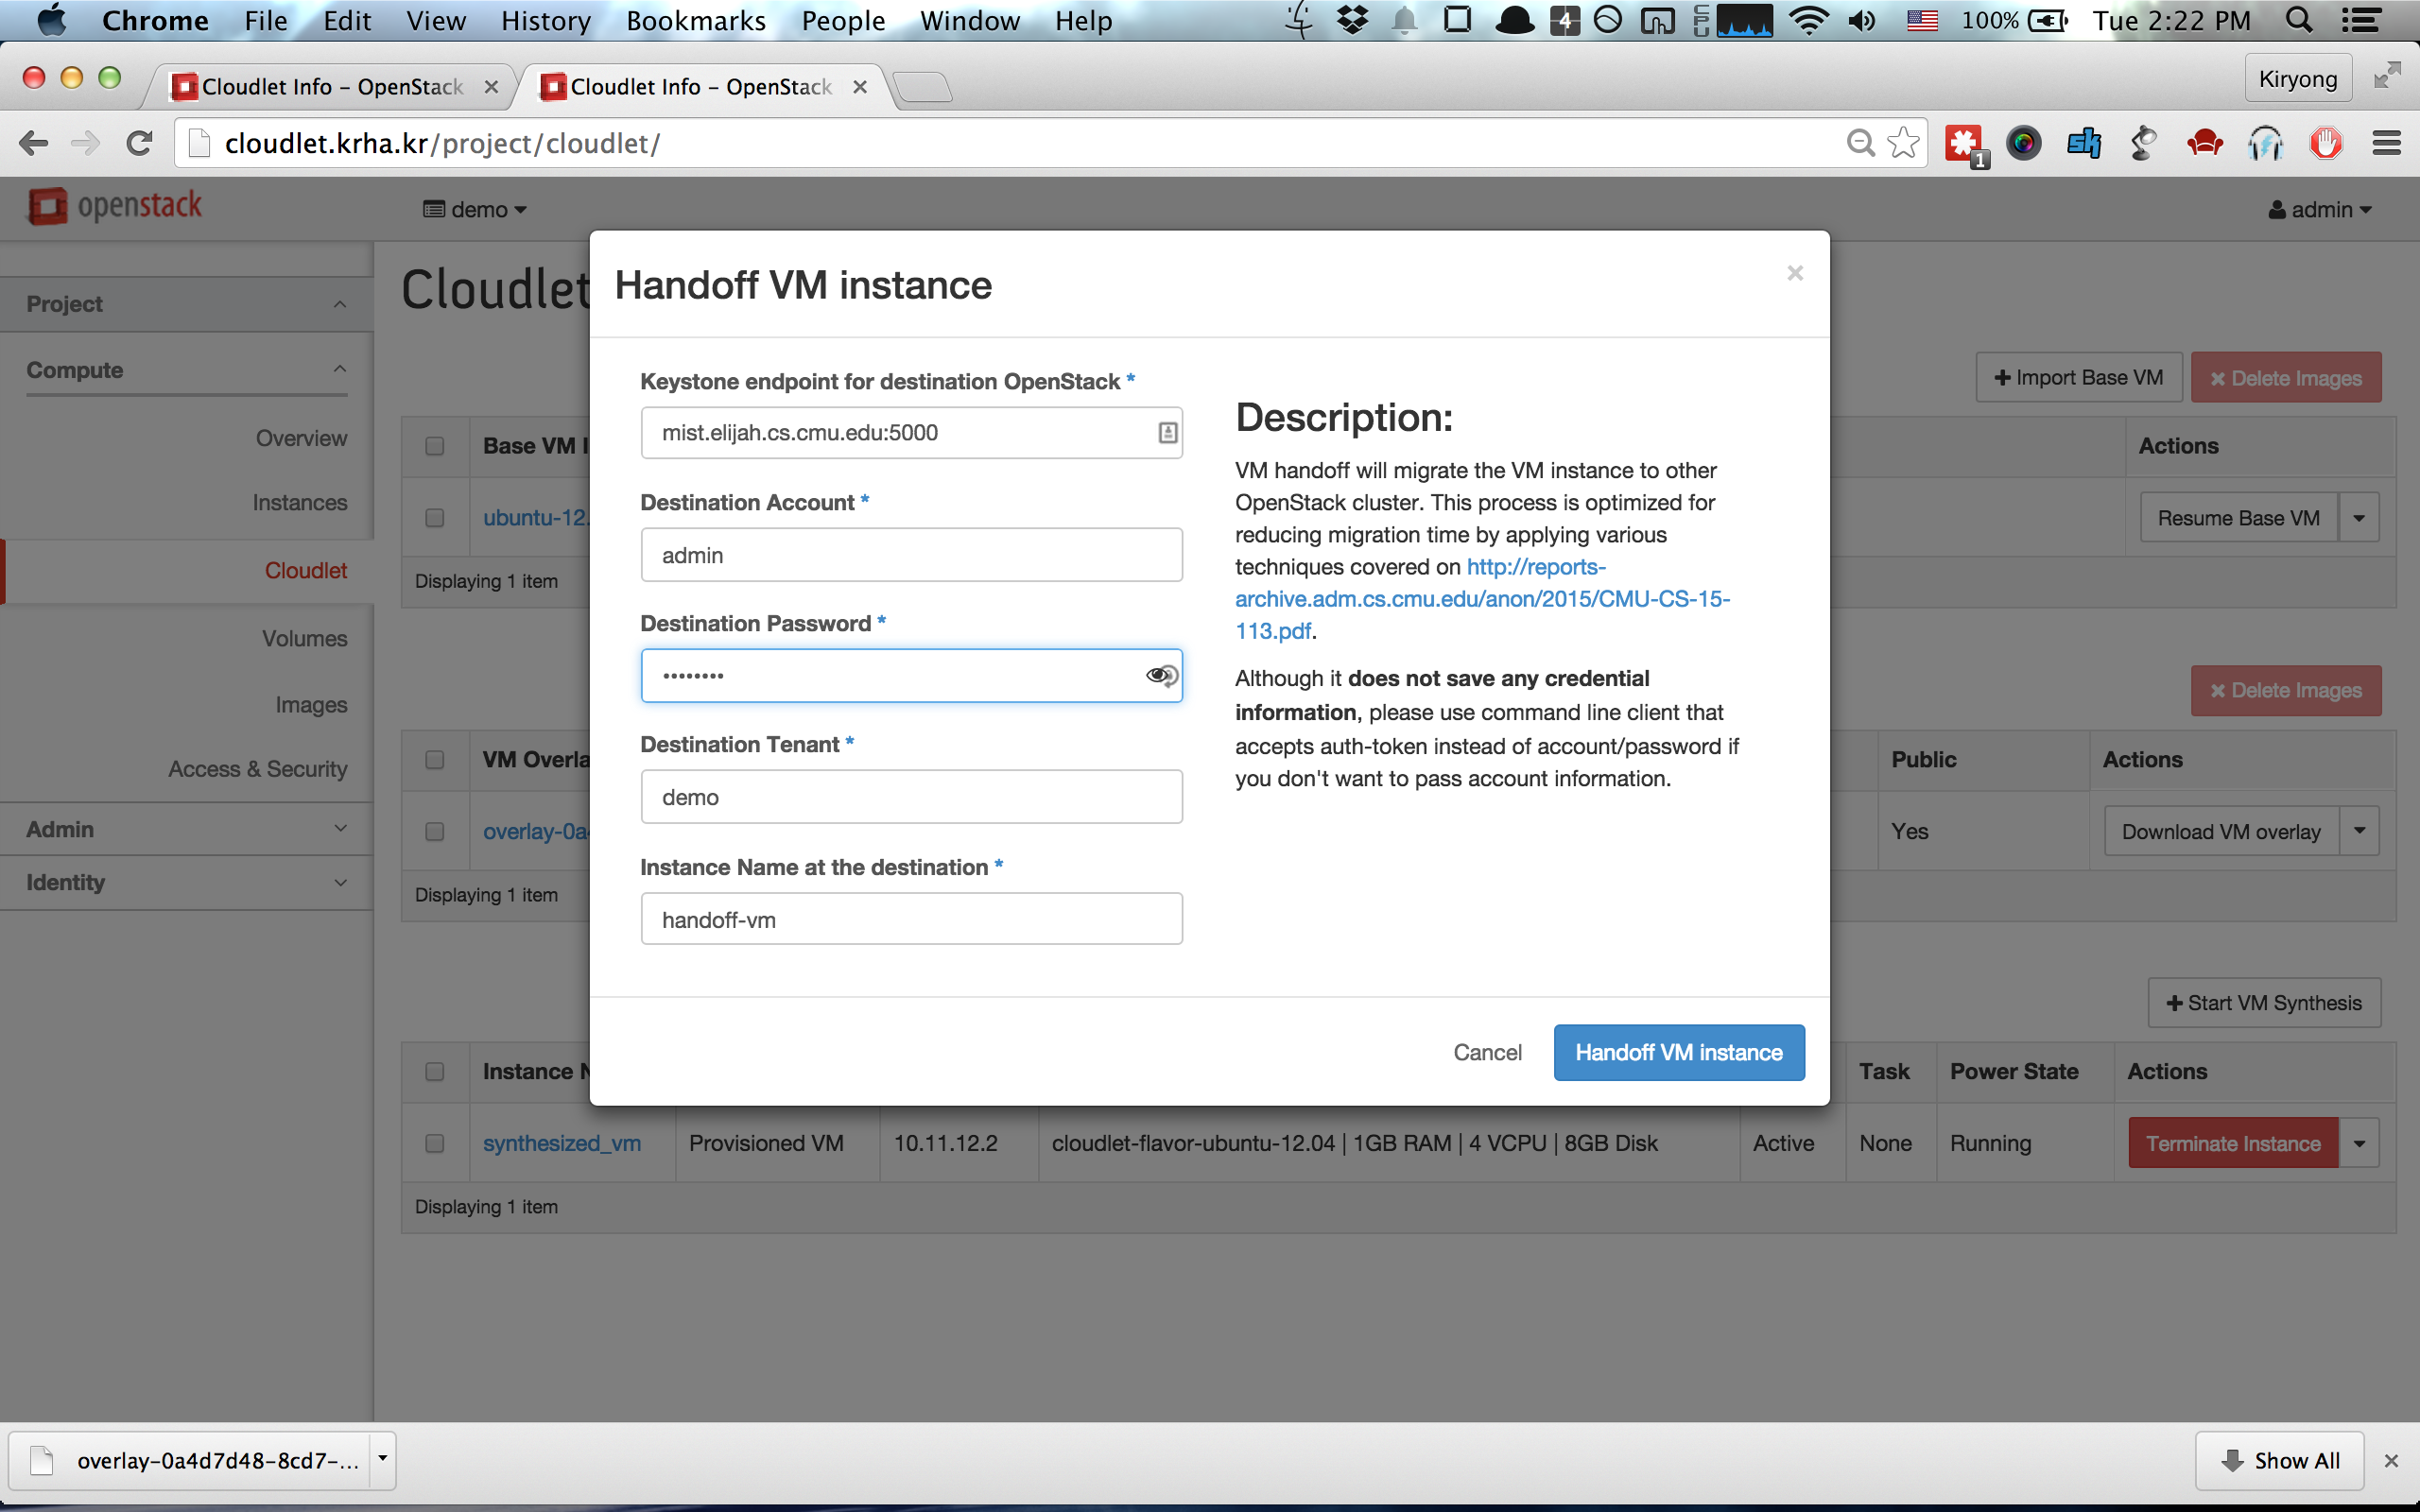 Chrome File Edit View History Bookmarks People Window Help 4 100% Tue 2:22 PM
Cloudlet Info – OpenStack Cloudlet Info – OpenStack Kiryong
cloudlet.krha.kr/project/cloudlet/ 1
openstack demo admin
Project
Compute
Overview
Instances
Cloudlet
Volumes
Images
Access & Security
Admin
Identity
Cloudlet
Import Base VM Delete Images
Base VM Actions
ubuntu-12. Resume Base VM
Displaying 1 item
Delete Images
VM Public Actions
Yes Download VM overlay
Displaying 1 item
Start VM Synthesis
Instance Task Power State Actions
synthesized_vm Provisioned VM 10.11.12.2 cloudlet-flavor-ubuntu-12.04 | 1GB RAM | 4 VCPU | 8GB Disk Active None Running Terminate Instance
Displaying 1 item
Handoff VM instance
Keystone endpoint for destination OpenStack *
mist.elijah.cs.cmu.edu:5000
Destination Account *
admin
Destination Password *
••••••••
Destination Tenant *
demo
Instance Name at the destination *
handoff-vm
Description:
VM handoff will migrate the VM instance to other
OpenStack cluster. This process is optimized for
reducing migration time by applying various
techniques covered on http://reports-
archive.adm.cs.cmu.edu/anon/2015/CMU-CS-15-
113.pdf.
Although it does not save any credential
information, please use command line client that
accepts auth-token instead of account/password if
you don't want to pass account information.
Cancel Handoff VM instance
overlay-0a4d7d48-8cd7-... Show All